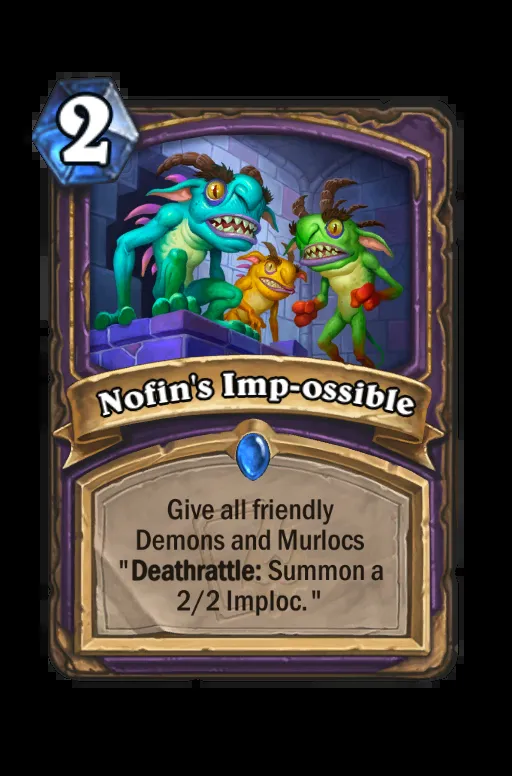 2
Nofin's Imp-ossible
Give all friendly
Demons and Murlocs
"Deathrattle: Summon a
2/2 Imploc."